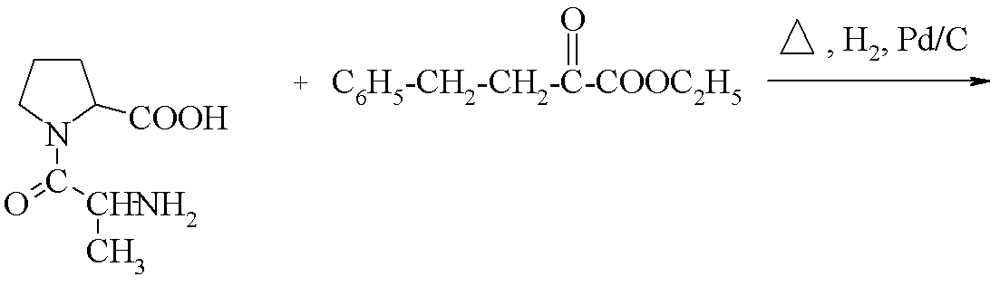 △ , H₂, Pd/C
O
+ C₆H₅-CH₂-CH₂-C-COOC₂H₅
COOH
N
C
O
CH-NH₂
CH₃